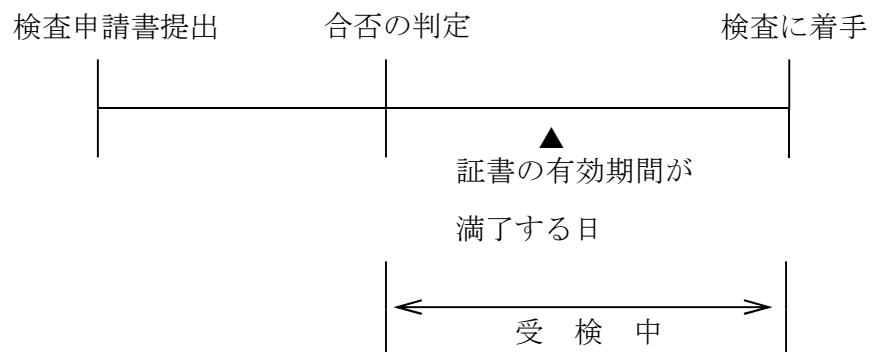 検査申請書提出 合否の判定 検査に着手
▲
証書の有効期間が
満了する日
受 検 中